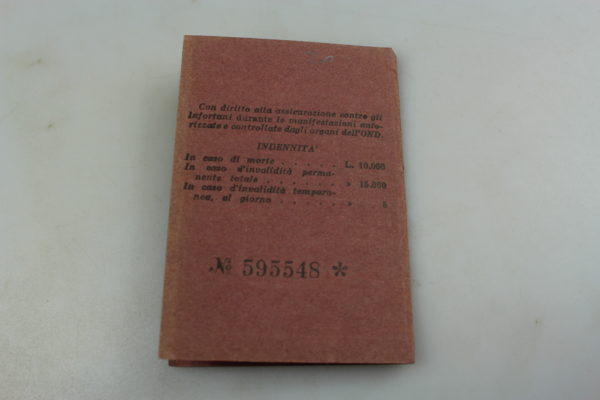 Con diritto alla assicurazione contro gli
infortuni durante le manifestazioni auto-
rizzate e controllate dagli organi dell'OND.
INDENNITA'
In caso di morte . . . . . L. 10.000
In caso d'invalidità perma-
nente totale . . . . . . . » 15.000
In caso d'invalidità tempora-
nea, al giorno . . . . . » 5
№ 595548 *